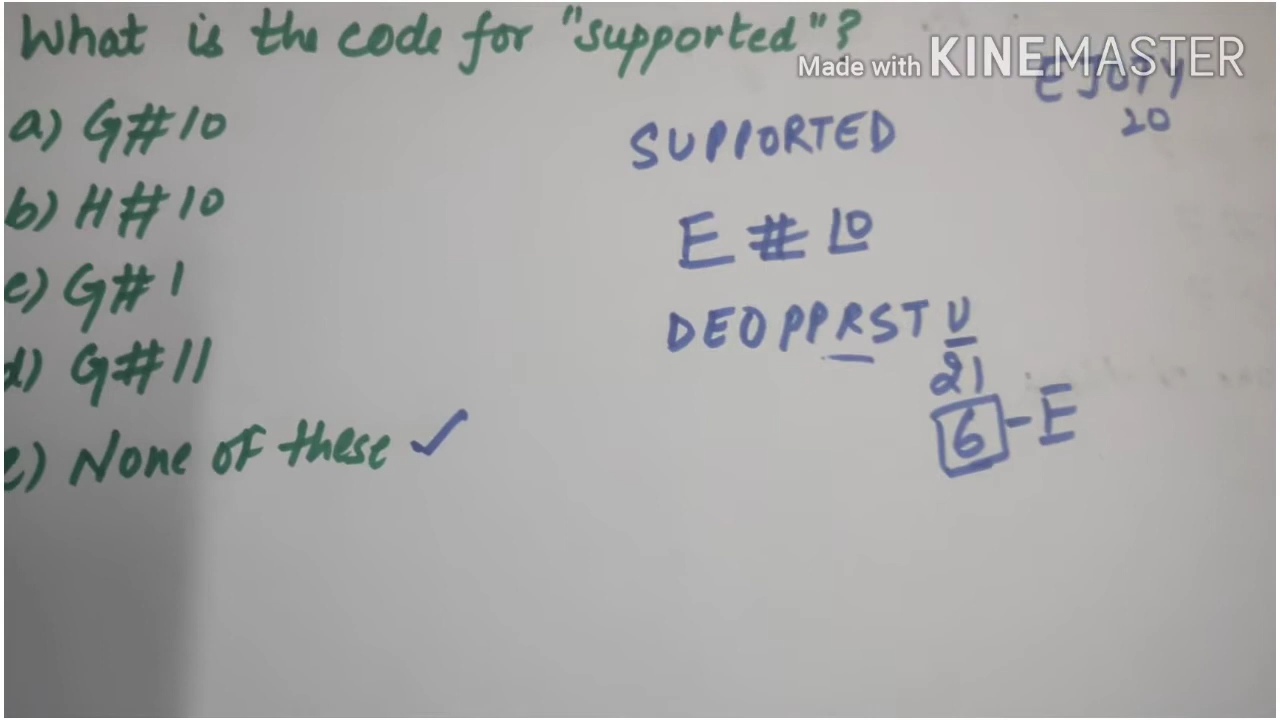 What is the code for "supported"?
Made with KINEMASTER
EJOTY
20
a) G#10
b) H#10
c) G#1
d) G#11
e) None of these ✓
SUPPORTED
E # 10
DEOPPRSTU
21
6 - E